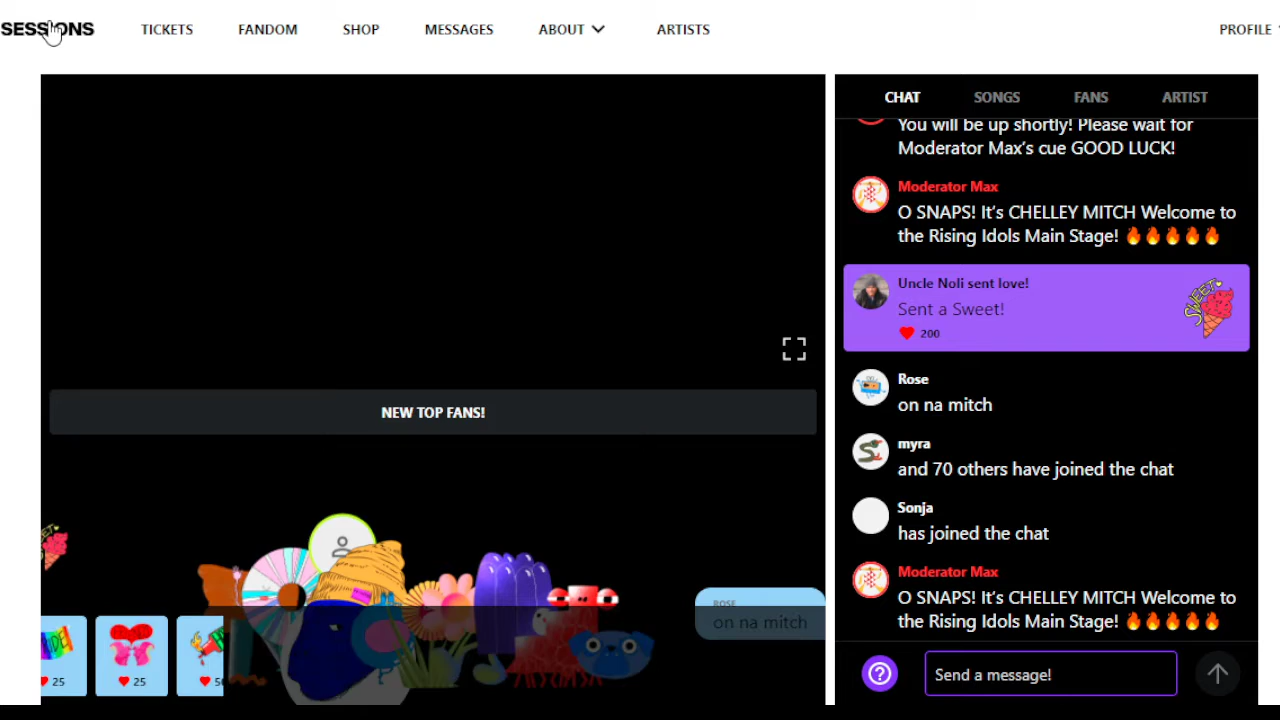 SESSIONS TICKETS FANDOM SHOP MESSAGES ABOUT ARTISTS PROFILE
CHAT SONGS FANS ARTIST
You will be up shortly! Please wait for
Moderator Max's cue GOOD LUCK!
Moderator Max
O SNAPS! It's CHELLEY MITCH Welcome to
the Rising Idols Main Stage! 🔥🔥🔥🔥🔥
Uncle Noli sent love!
Sent a Sweet!
200
SWEET
NEW TOP FANS!
Rose
on na mitch
myra
and 70 others have joined the chat
Sonja
has joined the chat
Moderator Max
O SNAPS! It's CHELLEY MITCH Welcome to
the Rising Idols Main Stage! 🔥🔥🔥🔥🔥
ROSE
on na mitch
25
25
Send a message!